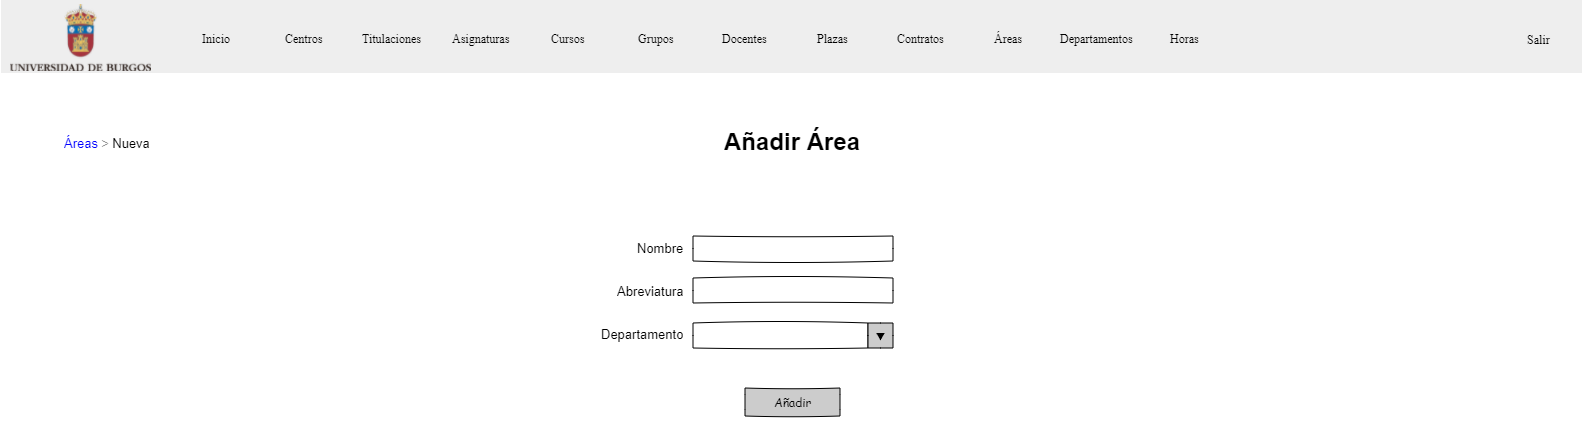 UNIVERSIDAD DE BURGOS
Inicio Centros Titulaciones Asignaturas Cursos Grupos Docentes Plazas Contratos Áreas Departamentos Horas Salir
Áreas > Nueva
Añadir Área
Nombre
Abreviatura
Departamento
Añadir